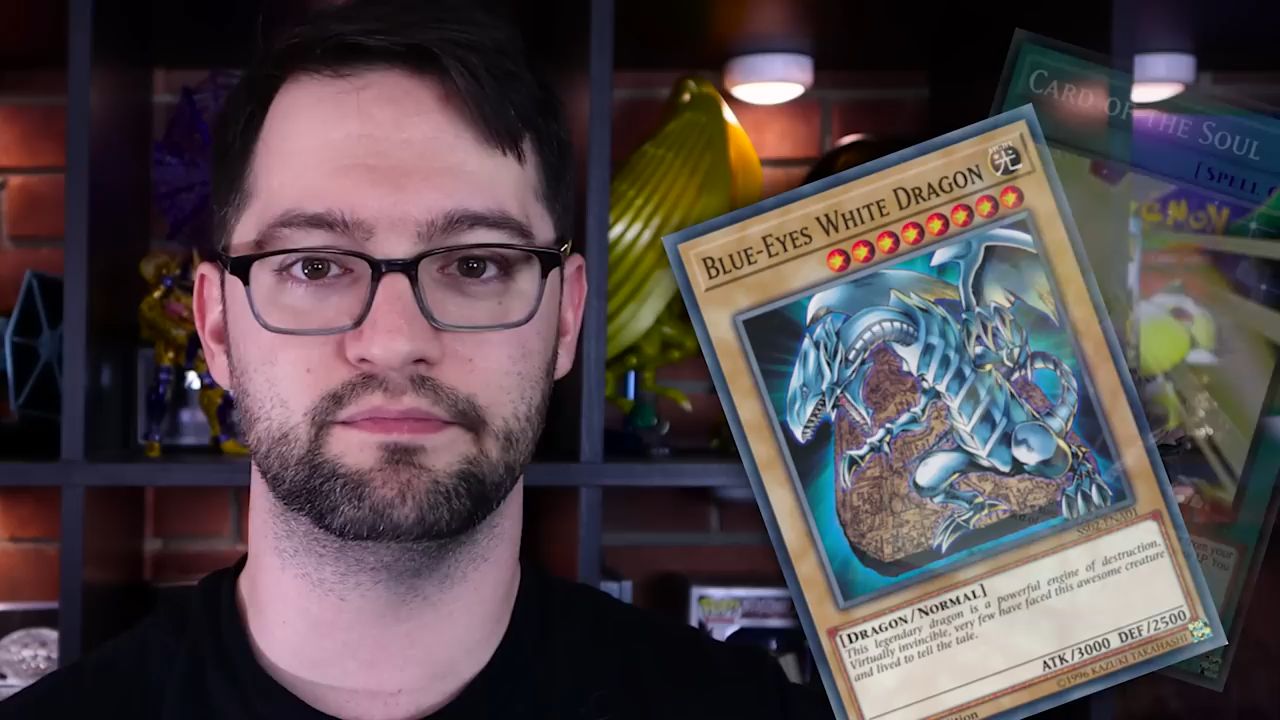 CARD OF THE SOUL
[SPELL C
BLUE-EYES WHITE DRAGON
光
SS02-ENA01
[DRAGON/NORMAL]
This legendary dragon is a powerful engine of destruction.
Virtually invincible, very few have faced this awesome creature
and lived to tell the tale.
ATK/3000 DEF/2500
©1996 KAZUKI TAKAHASHI